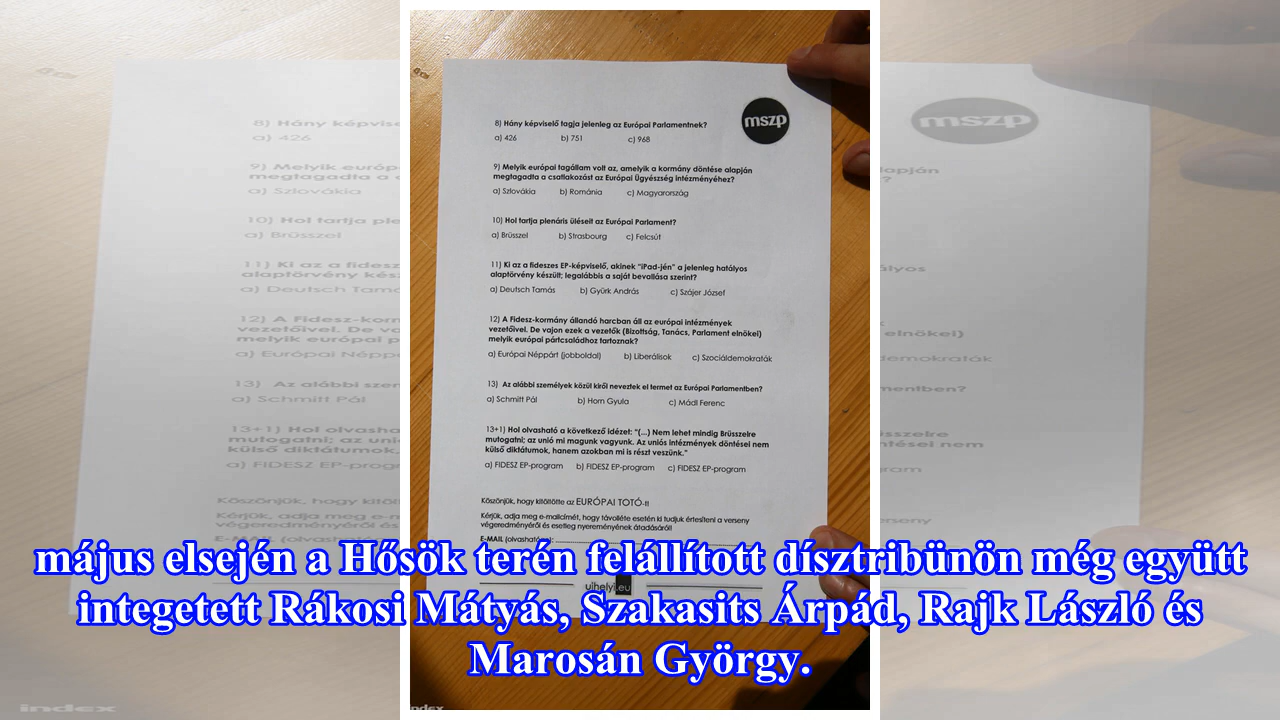 mszp
8) Hány képviselő tagja jelenleg az Európai Parlamentnek?
a) 426 b) 751 c) 968
9) Melyik európai tagállam volt az, amelyik a kormány döntése alapján
megtagadta a csatlakozást az Európai Ügyészség intézményéhez?
a) Szlovákia b) Románia c) Magyarország
10) Hol tartja plenáris üléseit az Európai Parlament?
a) Brüsszel b) Strasbourg c) Felcsút
11) Ki az a fideszes EP-képviselő, akinek "iPad-jén" a jelenleg hatályos
alaptörvény készült; legalábbis a saját bevallása szerint?
a) Deutsch Tamás b) Gyürk András c) Szájer József
12) A Fidesz-kormány állandó harcban áll az európai intézmények
vezetőivel. De vajon ezek a vezetők (Bizottság, Tanács, Parlament elnökei)
melyik európai pártcsaládhoz tartoznak?
a) Európai Néppárt (jobboldal) b) Liberálisok c) Szociáldemokraták
13) Az alábbi személyek közül kiről neveztek el termet az Európai Parlamentben?
a) Schmitt Pál b) Horn Gyula c) Mádl Ferenc
13+1) Hol olvasható a következő idézet: "(...) Nem lehet mindig Brüsszelre
mutogatni; az unió mi magunk vagyunk. Az uniós intézmények döntései nem
külső diktátumok, hanem azokban mi is részt veszünk."
a) FIDESZ EP-program b) FIDESZ EP-program c) FIDESZ EP-program
Köszönjük, hogy kitöltötte az EURÓPAI TOTÓ-t!
Kérjük, adja meg e-mailcímét, hogy távolléte esetén ki tudjuk értesíteni a verseny
végeredményéről és esetleg nyereményének átadásáról!
E-MAIL (olvashatóan):
ujhelyi.eu
május elsején a Hősök terén felállított dísztribünön még együtt
integetett Rákosi Mátyás, Szakasits Árpád, Rajk László és
Marosán György.
index